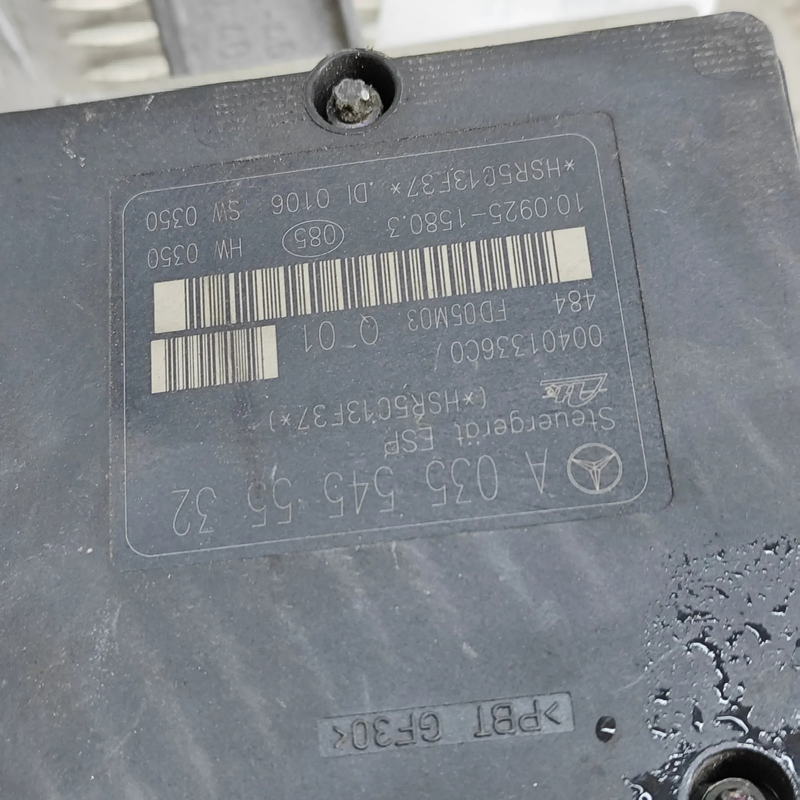 A 035 545 55 32
Steuergerät ESP
(*HSR5C13F37*)
Ate
00401336C0/
484 FD05M03 Q 01
10.0925-1580.3 085 HW 0350
*HSR5C13F37* .DI 0106 SW 0350
>PBT GF30<